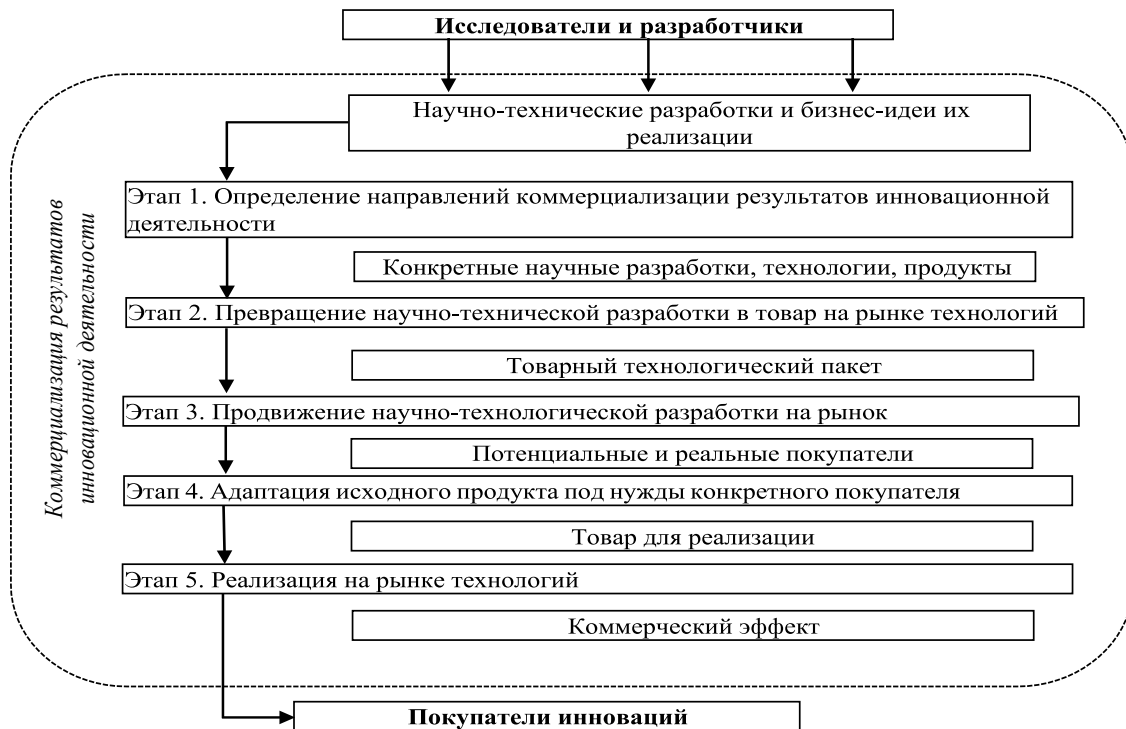 Исследователи и разработчики
Научно-технические разработки и бизнес-идеи их
реализации
Этап 1. Определение направлений коммерциализации результатов инновационной
деятельности
Конкретные научные разработки, технологии, продукты
Этап 2. Превращение научно-технической разработки в товар на рынке технологий
Товарный технологический пакет
Этап 3. Продвижение научно-технологической разработки на рынок
Потенциальные и реальные покупатели
Этап 4. Адаптация исходного продукта под нужды конкретного покупателя
Товар для реализации
Этап 5. Реализация на рынке технологий
Коммерческий эффект
Покупатели инноваций
Коммерциализация результатов
инновационной деятельности